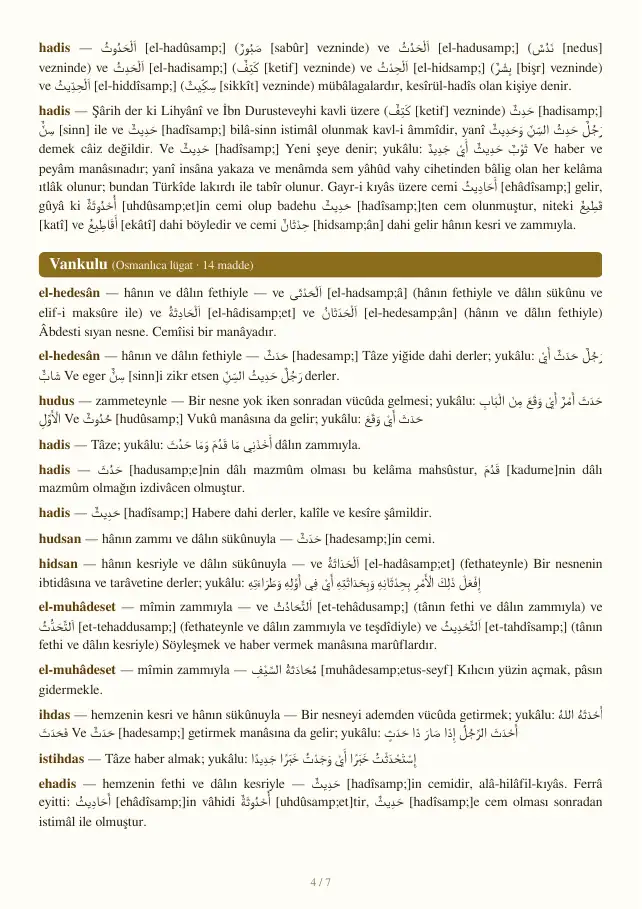 hadis — اَلْحَدُوثُ [el-hadûsamp;] (صَبُورٌ [sabûr] vezninde) ve اَلْحَدُثُ [el-hadusamp;] (نَدُسٌ [nedus]
vezninde) ve اَلْحَدِثُ [el-hadisamp;] (كَتِفٌ [ketif] vezninde) ve اَلْحِدْثُ [el-hidsamp;] (بِشْرٌ [bişr] vezninde)
ve اَلْحِدِّيثُ [el-hiddîsamp;] (سِكِّيتٌ [sikkît] vezninde) mübâlagalardır, kesîrül-hadîs olan kişiye denir.
hadis — Şârih der ki Lihyânî ve İbn Durusteveyhi kavli üzere (كَتِفٌ [ketif] vezninde) حَدِثٌ [hadisamp;]
سِنٌّ [sinn] ile ve حَدِيثٌ [hadîsamp;] bilâ-sinn istimâl olunmak kavl-i âmmîdir, yanî رَجُلٌ حَدِثُ السِّنِّ وَحَدِيثٌ
demek câiz değildir. Ve حَدِيثٌ [hadîsamp;] Yeni şeye denir; yukâlu: ثَوْبٌ حَدِيثٌ أَيْ جَدِيدٌ Ve haber ve
peyâm manâsınadır; yanî insâna yakaza ve menâmda sem yâhûd vahy cihetinden bâlig olan her kelâma
ıtlâk olunur; bundan Türkîde lakırdı ile tabîr olunur. Gayr-i kıyâs üzere cemi أَحَادِيثُ [ehâdîsamp;] gelir,
gûyâ ki أُحْدُوثَةٌ [uhdûsamp;et]in cemi olup badehu حَدِيثٌ [hadîsamp;]ten cem olunmuştur, niteki قَطِيعٌ
[katî] ve أَقَاطِيعُ [ekâtî] dahi böyledir ve cemi حِدْثَانٌ [hidsamp;ân] dahi gelir hânın kesri ve zammıyla.
Vankulu (Osmanlıca lügat · 14 madde)
el-hedesân — hânın ve dâlın fethiyle — ve اَلْحَدْثَى [el-hadsamp;â] (hânın fethiyle ve dâlın sükûnu ve
elif-i maksûre ile) ve اَلْحَادِثَةُ [el-hâdisamp;et] ve اَلْحَدَثَانُ [el-hedesamp;ân] (hânın ve dâlın fethiyle)
Âbdesti sıyan nesne. Cemîisi bir manâyadır.
el-hedesân — hânın ve dâlın fethiyle — حَدَثٌ [hadesamp;] Tâze yiğide dahi derler; yukâlu: رَجُلٌ حَدَثٌ أَيْ
شَابٌّ Ve eger سِنٌّ [sinn]i zikr etsen رَجُلٌ حَدِيثُ السِّنِّ derler.
hudus — zammeteynle — Bir nesne yok iken sonradan vücûda gelmesi; yukâlu: حَدَثَ أَمْرٌ أَيْ وَقَعَ مِنَ الْبَابِ
الْأَوَّلِ Ve حُدُوثٌ [hudûsamp;] Vukû manâsına da gelir; yukâlu: حَدَثَ أَيْ وَقَعَ
hadis — Tâze; yukâlu: أَخَذَنِي مَا قَدُمَ وَمَا حَدُثَ dâlın zammıyla.
hadis — حَدُثَ [hadusamp;e]nin dâlı mazmûm olması bu kelâma mahsûstur, قَدُمَ [kadume]nin dâlı
mazmûm olmağın izdivâcen olmuştur.
hadis — حَدِيثٌ [hadîsamp;] Habere dahi derler, kalîle ve kesîre şâmildir.
hudsan — hânın zammı ve dâlın sükûnuyla — حَدَثٌ [hadesamp;]in cemi.
hidsan — hânın kesriyle ve dâlın sükûnuyla — ve اَلْحَدَاثَةُ [el-hadâsamp;et] (fethateynle) Bir nesnenin
ibtidâsına ve tarâvetine derler; yukâlu: إِفْعَلْ ذَلِكَ الْأَمْرِ بِحِدْثَانِهِ وَبِحَدَاثَتِهِ أَيْ فِي أَوَّلِهِ وَطَرَاءَتِهِ
el-muhâdeset — mîmin zammıyla — ve اَلتَّحَادُثُ [et-tehâdusamp;] (tânın fethi ve dâlın zammıyla) ve
اَلتَّحَدُّثُ [et-tehaddusamp;] (fethateynle ve dâlın zammıyla ve teşdîdiyle) ve اَلتَّحْدِيثُ [et-tahdîsamp;] (tânın
fethi ve dâlın kesriyle) Söyleşmek ve haber vermek manâsına marûflardır.
el-muhâdeset — mîmin zammıyla — مُحَادَثَةُ السَّيْفِ [muhâdesamp;etus-seyf] Kılıcın yüzin açmak, pâsın
gidermekle.
ihdas — hemzenin kesri ve hânın sükûnuyla — Bir nesneyi ademden vücûda getirmek; yukâlu: أَحْدَثَهُ اللهُ
فَحَدَثَ Ve حَدَثٌ [hadesamp;] getirmek manâsına da gelir; yukâlu: أَحْدَثَ الرَّجُلُ إِذَا صَارَ ذَا حَدَثٍ
istihdas — Tâze haber almak; yukâlu: إِسْتَحْدَثْتُ خَبَرًا أَيْ وَجَدْتُ خَبَرًا جَدِيدًا
ehadis — hemzenin fethi ve dâlın kesriyle — حَدِيثٌ [hadîsamp;]in cemidir, alâ-hilâfil-kıyâs. Ferrâ
eyitti: أَحَادِيثُ [ehâdîsamp;]in vâhidi أُحْدُوثَةٌ [uhdûsamp;et]tir, حَدِيثٌ [hadîsamp;]e cem olması sonradan
istimâl ile olmuştur.
4 / 7